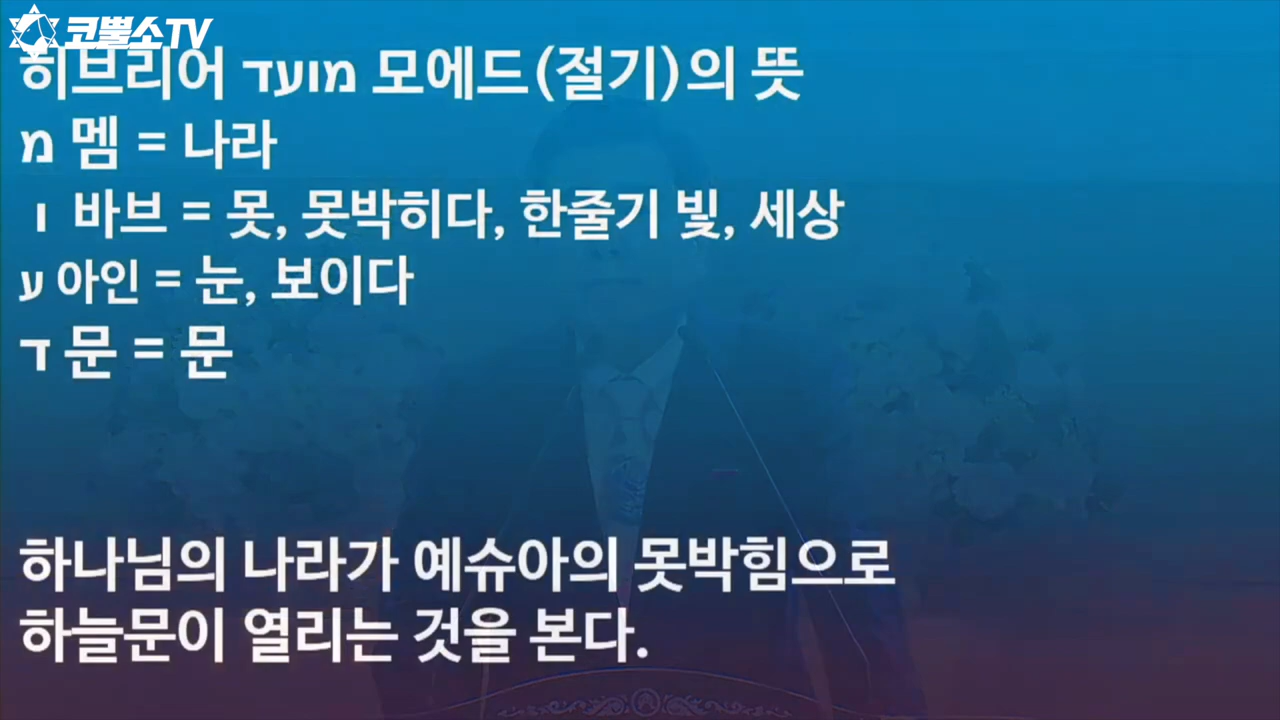 코뿔소TV
히브리어 מועד 모에드(절기)의 뜻
מ 멤 = 나라
ו 바브 = 못, 못박히다, 한줄기 빛, 세상
ע 아인 = 눈, 보이다
ד 문 = 문
하나님의 나라가 예슈아의 못박힘으로
하늘문이 열리는 것을 본다.